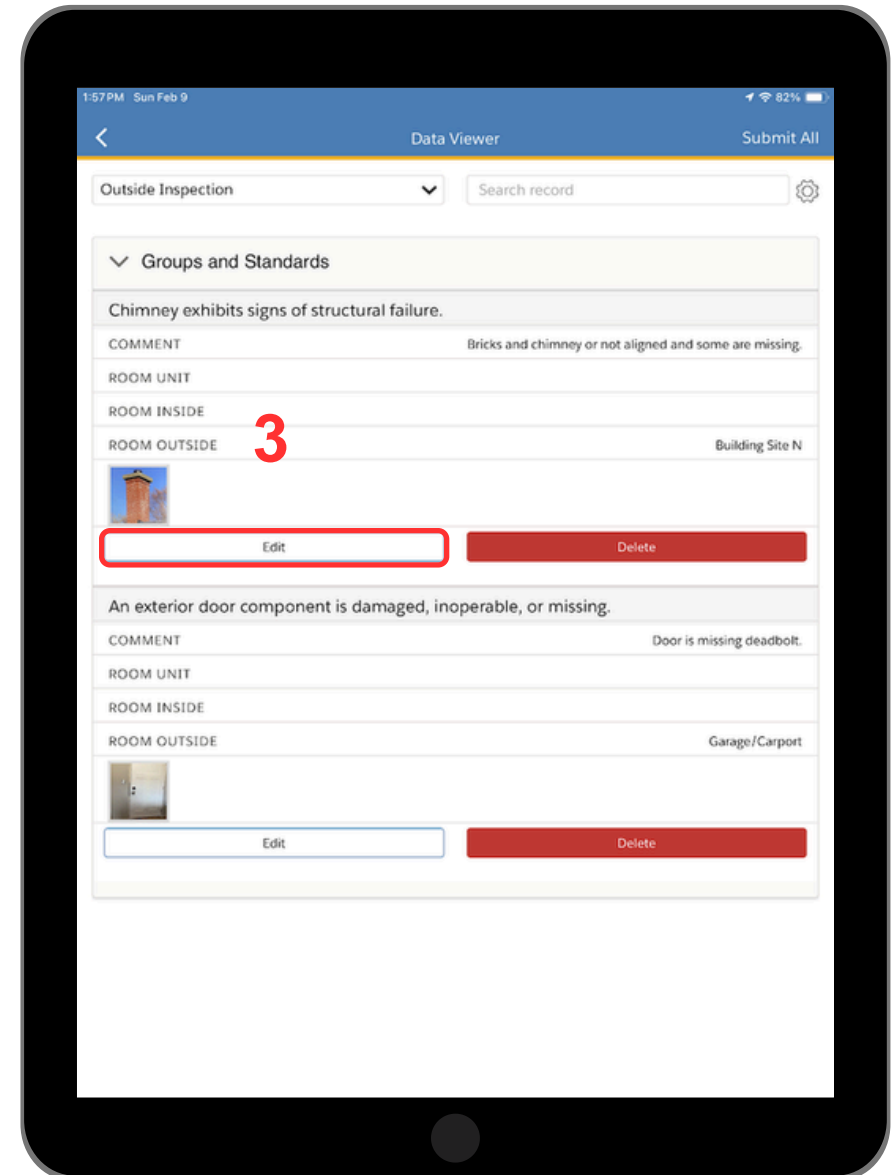 1:57 PM Sun Feb 9 82%
Data Viewer Submit All
Outside Inspection Search record
Groups and Standards
Chimney exhibits signs of structural failure.
COMMENT Bricks and chimney or not aligned and some are missing.
ROOM UNIT
ROOM INSIDE
3
ROOM OUTSIDE Building Site N
Edit Delete
An exterior door component is damaged, inoperable, or missing.
COMMENT Door is missing deadbolt.
ROOM UNIT
ROOM INSIDE
ROOM OUTSIDE Garage/Carport
Edit Delete